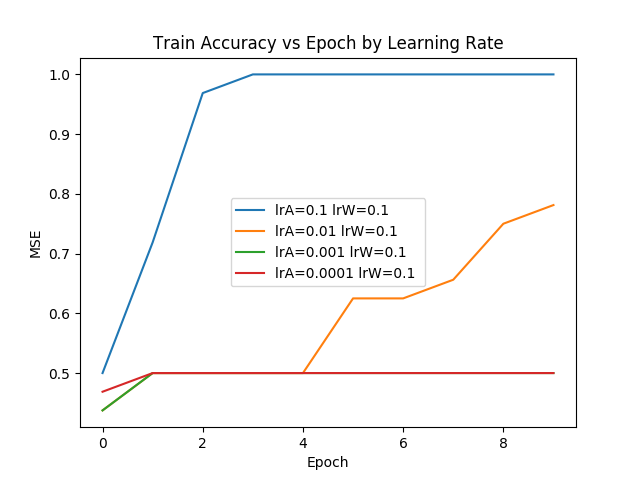 Train Accuracy vs Epoch by Learning Rate
MSE
1.0
0.9
0.8
0.7
0.6
0.5
lrA=0.1 lrW=0.1
lrA=0.01 lrW=0.1
lrA=0.001 lrW=0.1
lrA=0.0001 lrW=0.1
0 2 4 6 8
Epoch